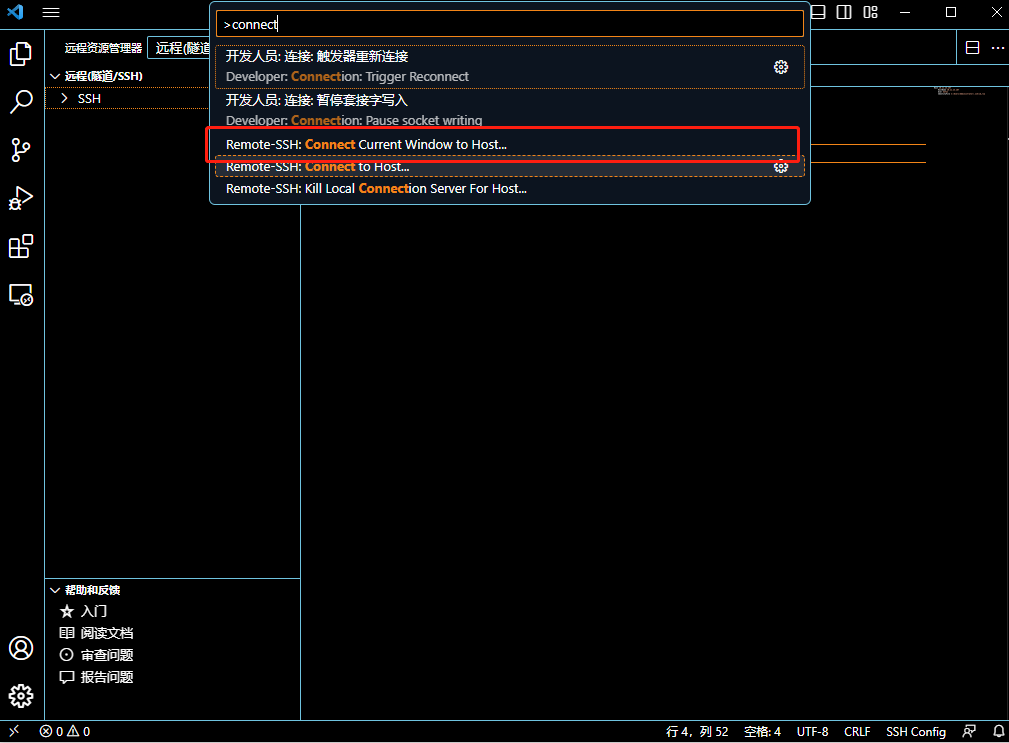 >connect
远程资源管理器
远程(隧道
开发人员: 连接: 触发器重新连接
Developer: Connection: Trigger Reconnect
开发人员: 连接: 暂停套接字写入
Developer: Connection: Pause socket writing
Remote-SSH: Connect Current Window to Host...
Remote-SSH: Connect to Host...
Remote-SSH: Kill Local Connection Server For Host...
远程(隧道/SSH)
SSH
帮助和反馈
入门
阅读文档
审查问题
报告问题
0 0
行 4，列 52 空格: 4 UTF-8 CRLF SSH Config